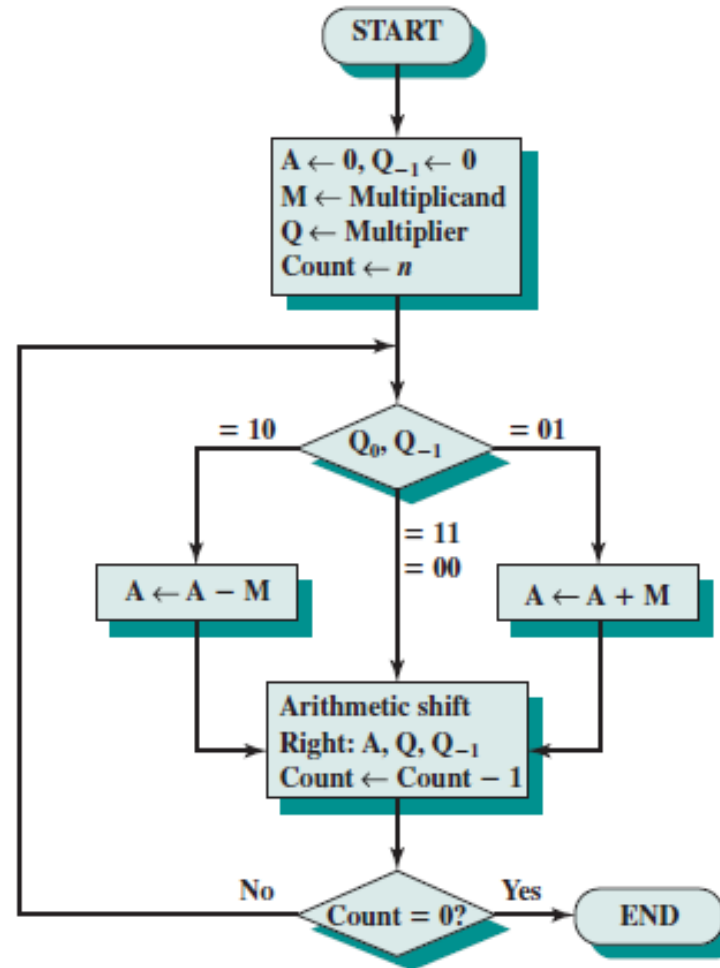 START
A ← 0, Q₋₁ ← 0
M ← Multiplicand
Q ← Multiplier
Count ← n
= 10
Q₀, Q₋₁
= 01
= 11
= 00
A ← A − M
A ← A + M
Arithmetic shift
Right: A, Q, Q₋₁
Count ← Count − 1
No
Count = 0?
Yes
END